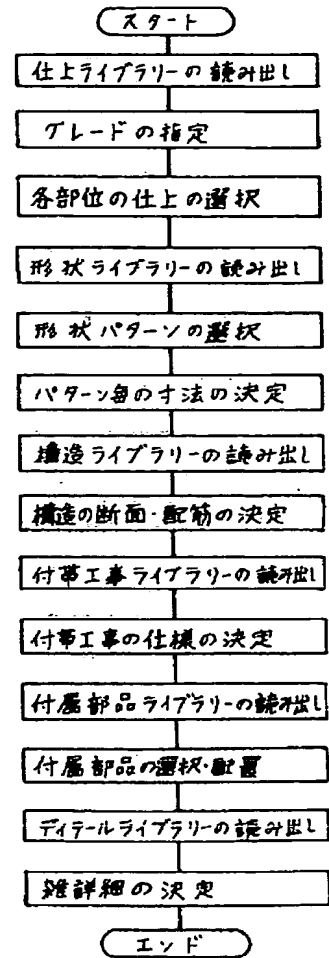 スタート
仕上ライブラリーの読み出し
グレードの指定
各部位の仕上の選択
形状ライブラリーの読み出し
形状パターンの選択
パターン毎の寸法の決定
構造ライブラリーの読み出し
構造の断面・配筋の決定
付帯工事ライブラリーの読み出し
付帯工事の仕様の決定
付属部品ライブラリーの読み出し
付属部品の選択・配置
ディテールライブラリーの読み出し
雑詳細の決定
エンド